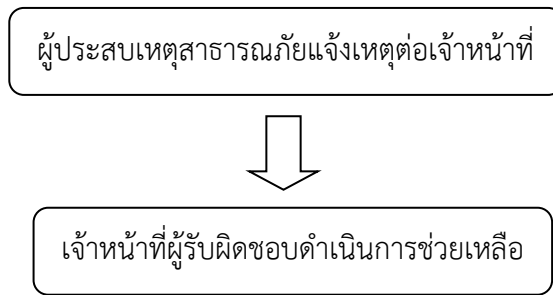 ผู้ประสบเหตุสาธารณภัยแจ้งเหตุต่อเจ้าหน้าที่
เจ้าหน้าที่ผู้รับผิดชอบดำเนินการช่วยเหลือ